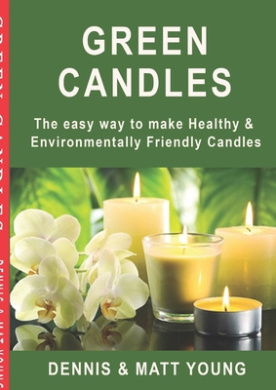 GREEN
CANDLES
The easy way to make Healthy &
Environmentally Friendly Candles
DENNIS & MATT YOUNG